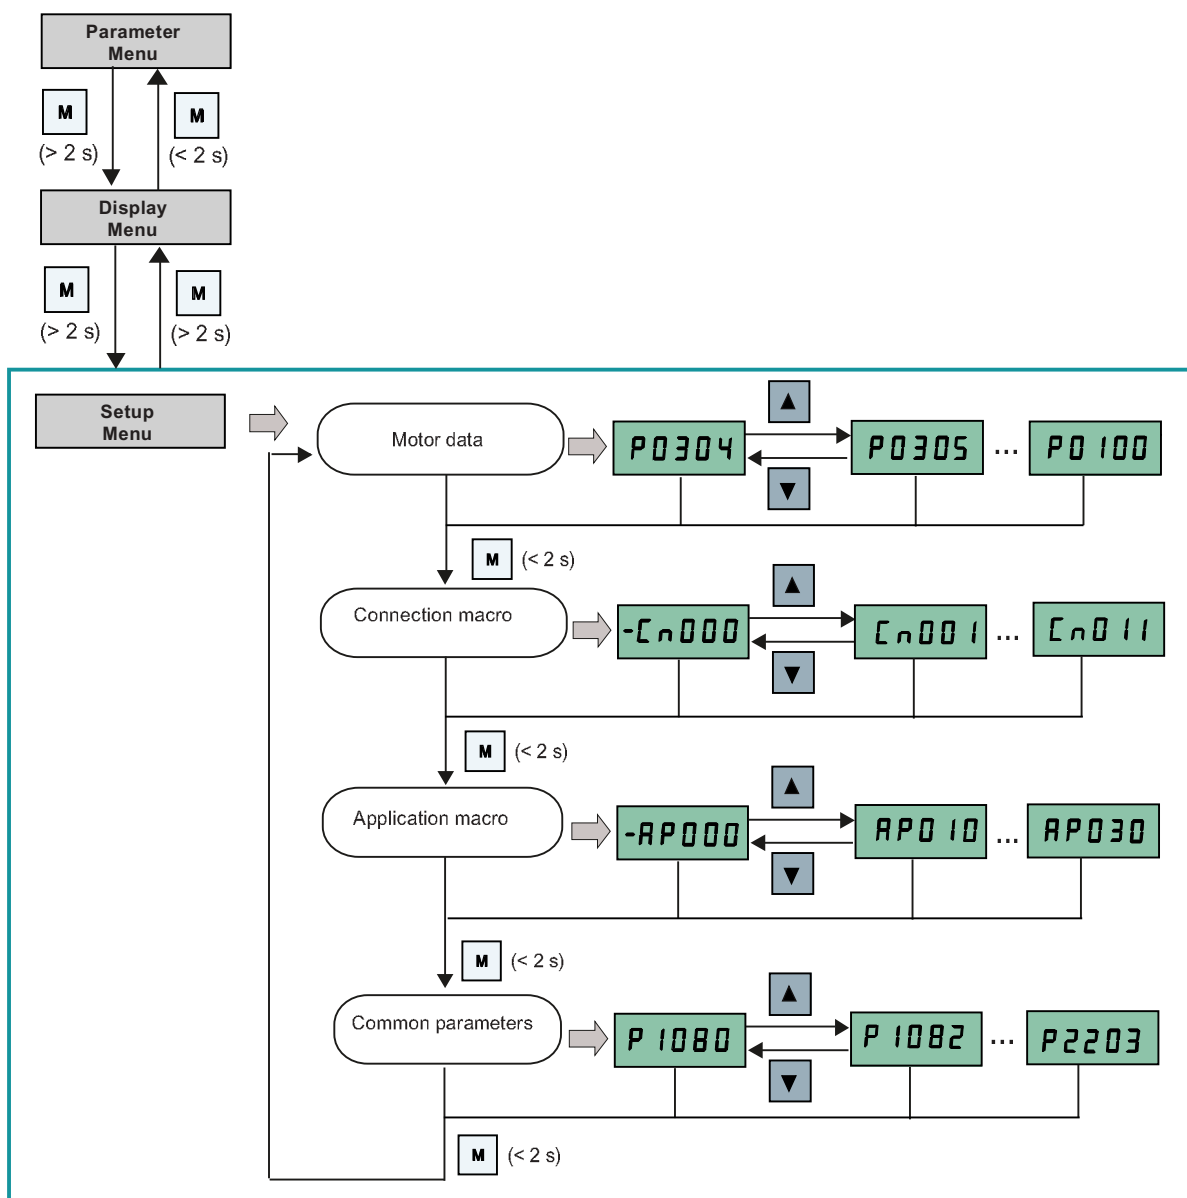 Parameter
Menu
M
M
(> 2 s)
(< 2 s)
Display
Menu
M
M
(> 2 s)
(> 2 s)
Setup
Menu
Motor data
P0304
P0305
...
P0100
M (< 2 s)
Connection macro
-Cn000
Cn001
...
Cn011
M (< 2 s)
Application macro
-AP000
AP010
...
AP030
M (< 2 s)
Common parameters
P1080
P1082
...
P2203
M (< 2 s)